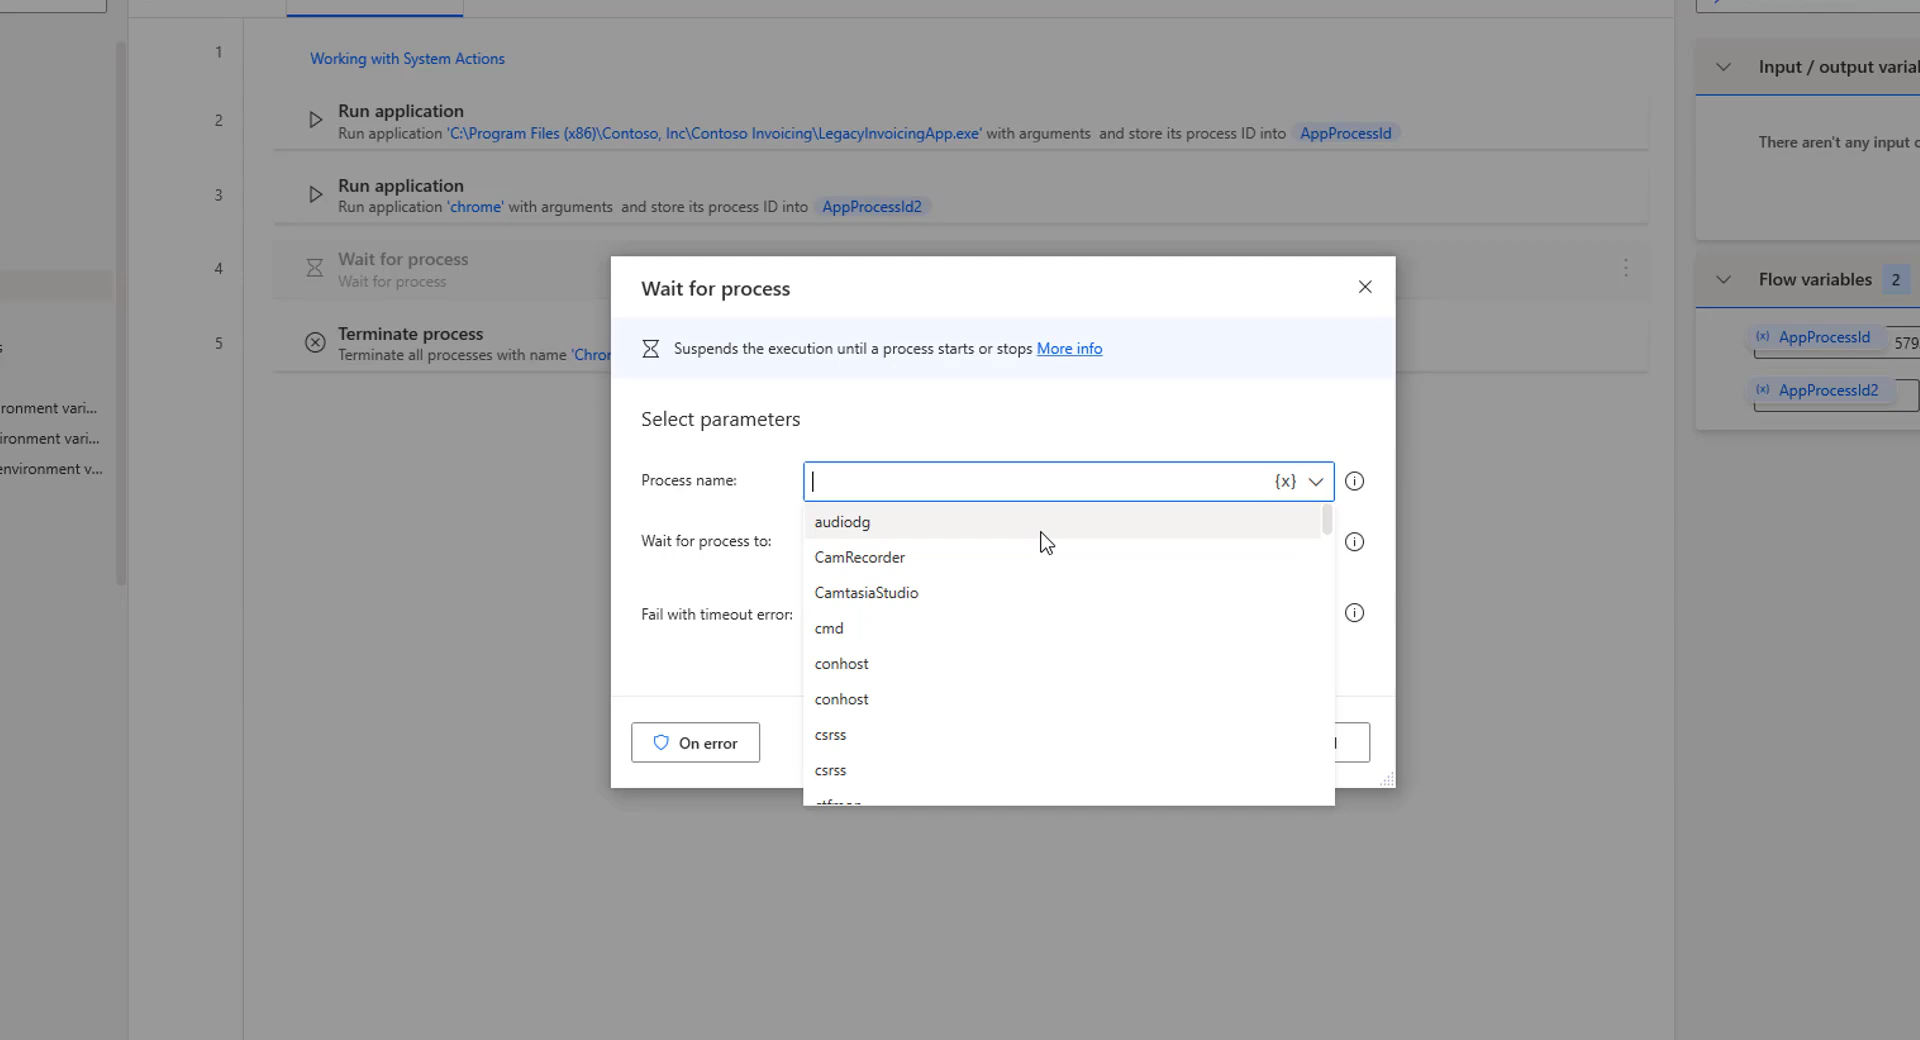 1
Working with System Actions
2
Run application
Run application 'C:\Program Files (x86)\Contoso, Inc\Contoso Invoicing\LegacyInvoicingApp.exe' with arguments and store its process ID into AppProcessId
3
Run application
Run application 'chrome' with arguments and store its process ID into AppProcessId2
4
Wait for process
Wait for process
5
Terminate process
Terminate all processes with name 'Chro
ronment vari...
ironment vari...
environment v...
Wait for process
Suspends the execution until a process starts or stops More info
Select parameters
Process name:
{x}
Wait for process to:
Fail with timeout error:
audiodg
CamRecorder
CamtasiaStudio
cmd
conhost
conhost
csrss
csrss
On error
Input / output varia
There aren't any input
Flow variables 2
(x) AppProcessId 579
(x) AppProcessId2